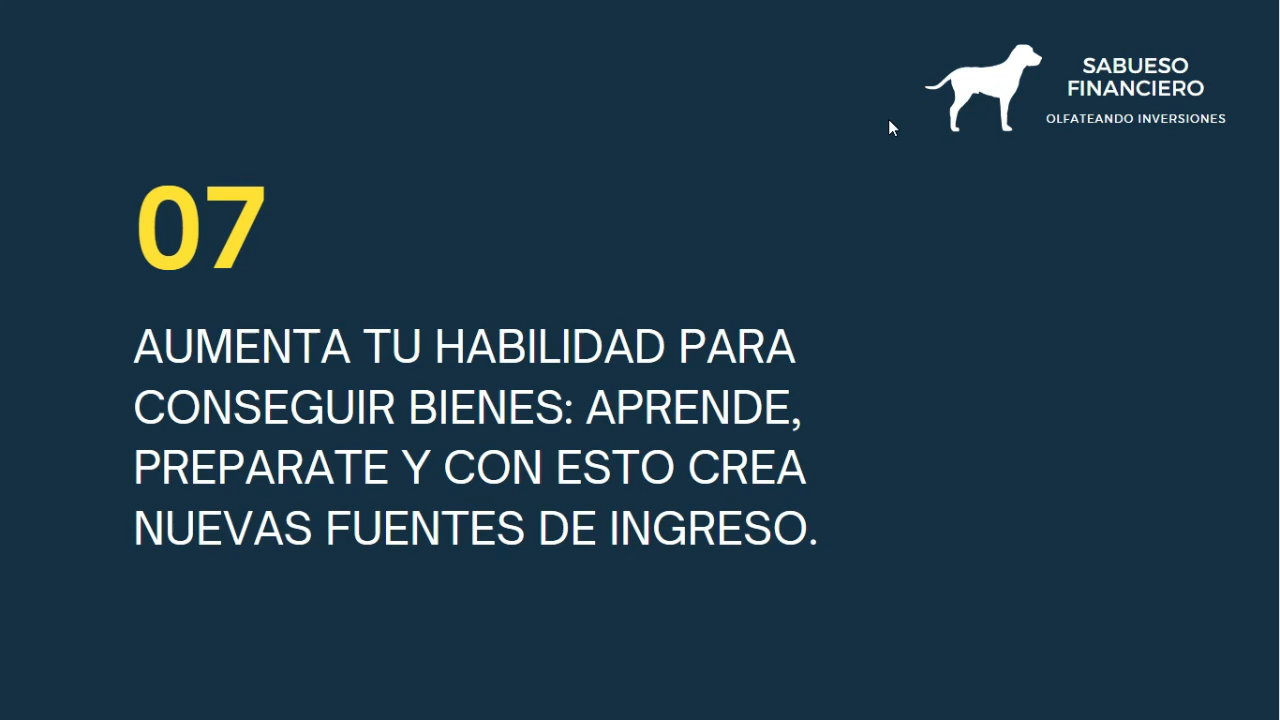 SABUESO
FINANCIERO
OLFATEANDO INVERSIONES
07
AUMENTA TU HABILIDAD PARA
CONSEGUIR BIENES: APRENDE,
PREPARATE Y CON ESTO CREA
NUEVAS FUENTES DE INGRESO.